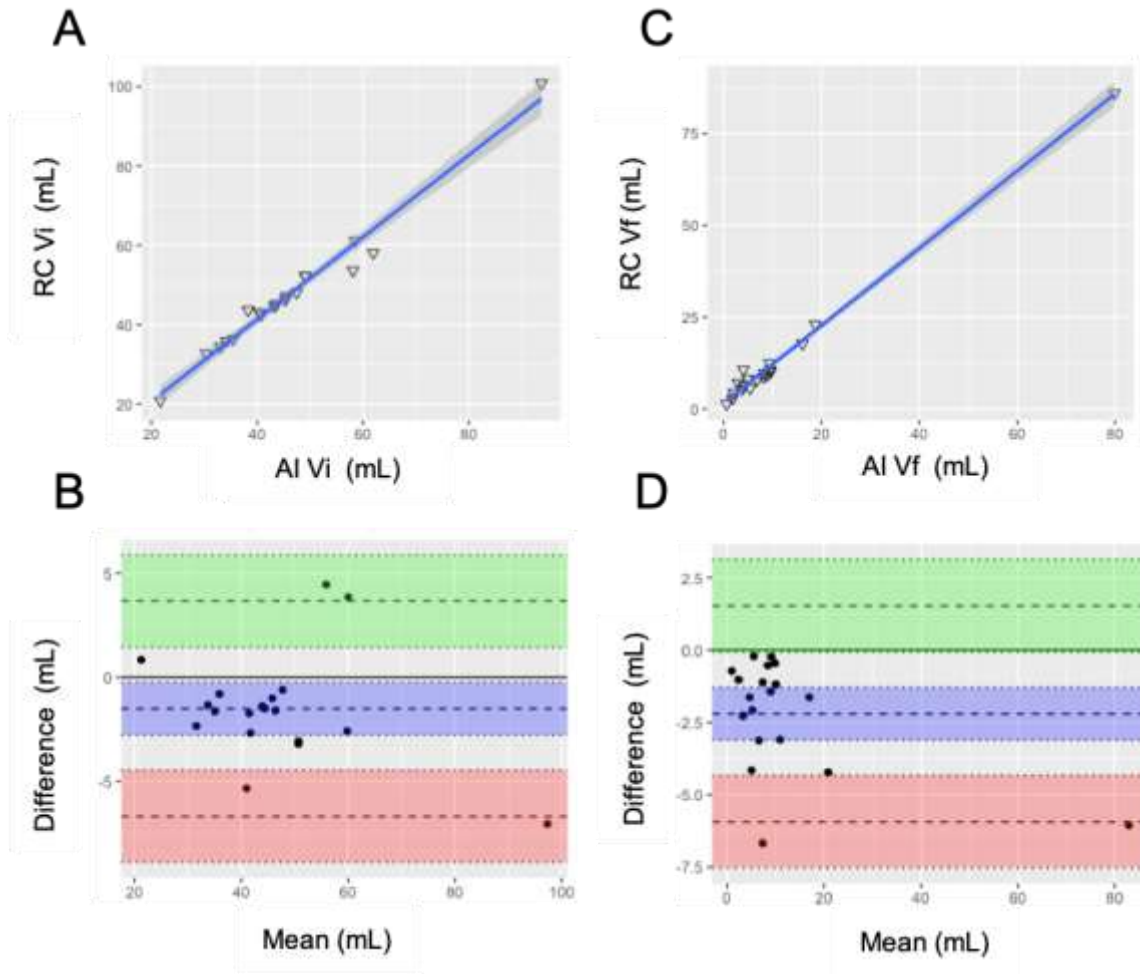 A
RC Vi (mL)
100
80
60
40
20
20 40 60 80
AI Vi (mL)
C
RC Vf (mL)
75
50
25
0
0 20 40 60 80
AI Vf (mL)
B
Difference (mL)
5
0
-5
20 40 60 80 100
Mean (mL)
D
Difference (mL)
2.5
0.0
-2.5
-5.0
-7.5
0 20 40 60 80
Mean (mL)